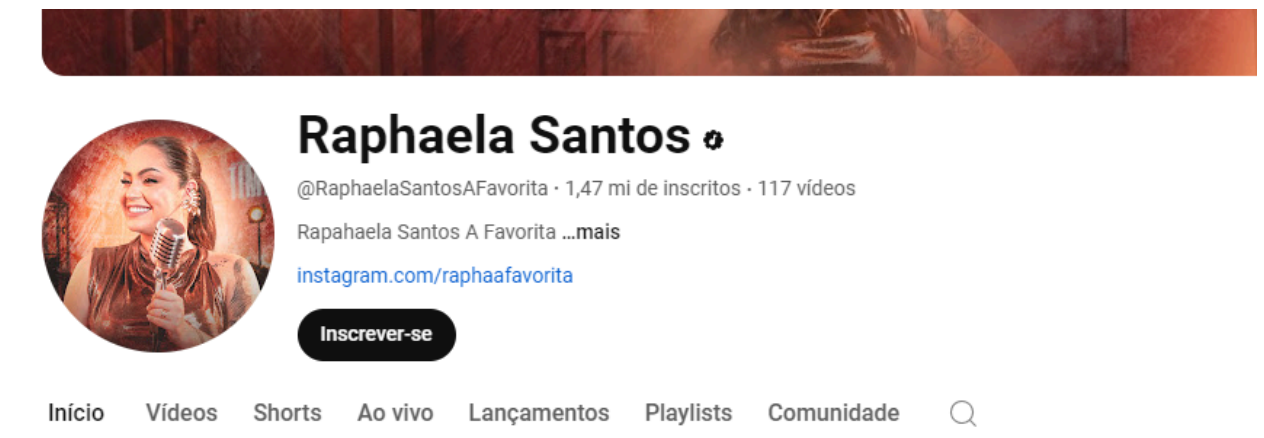 Raphaela Santos
@RaphaelaSantosAFavorita · 1,47 mi de inscritos · 117 vídeos
Rapahaela Santos A Favorita ...mais
instagram.com/raphaafavorita
Inscrever-se
Início Vídeos Shorts Ao vivo Lançamentos Playlists Comunidade